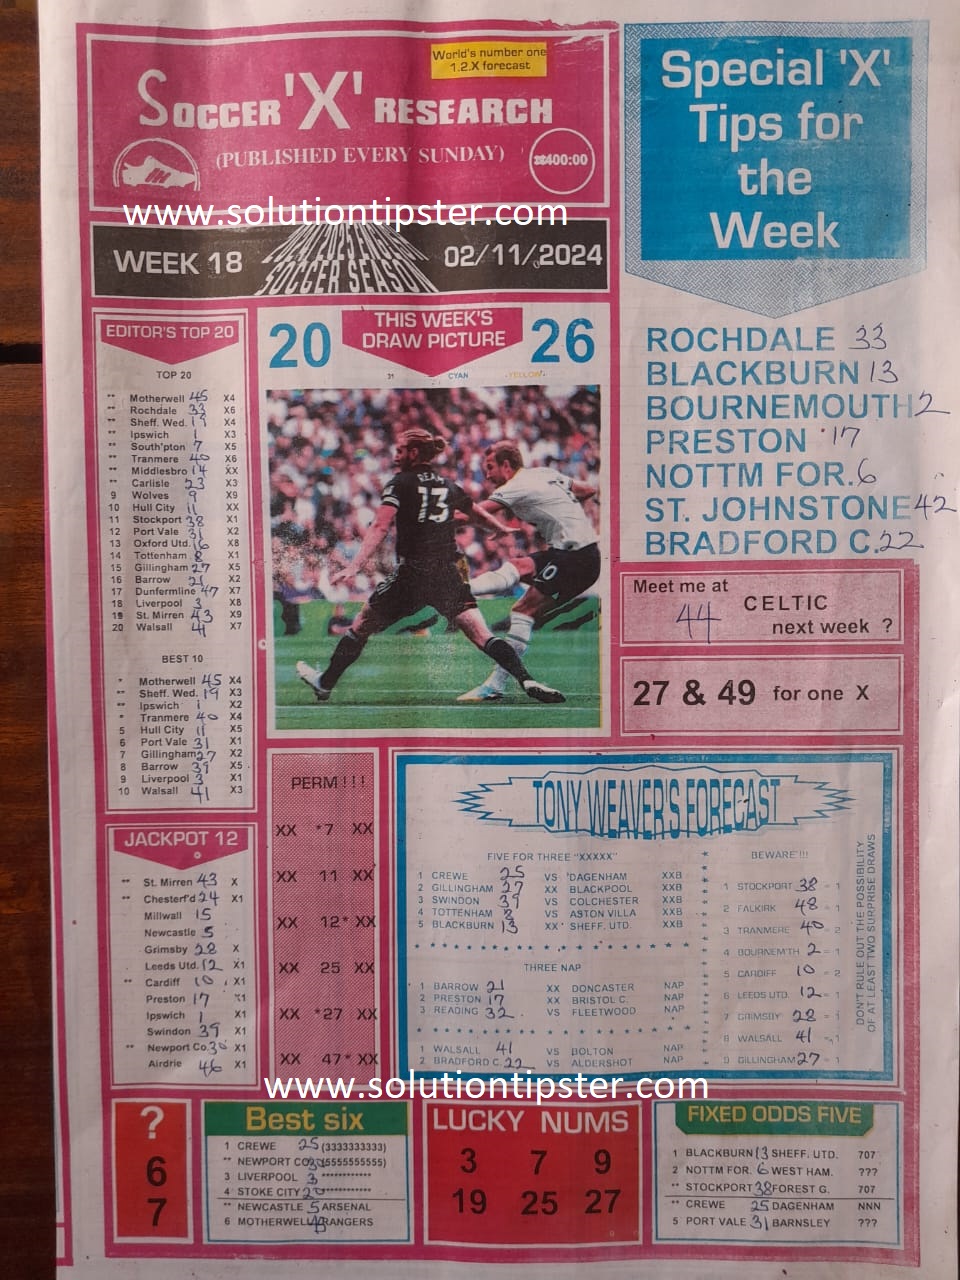 World's number one
1.2.X forecast
SOCCER 'X' RESEARCH
(PUBLISHED EVERY SUNDAY)
400:00
www.solutiontipster.com
WEEK 18
SOCCER SEASON
02/11/2024
Special 'X'
Tips for
the
Week
ROCHDALE 33
BLACKBURN 13
BOURNEMOUTH 2
PRESTON 17
NOTTM FOR. 6
ST. JOHNSTONE 42
BRADFORD C. 22
Meet me at
44 CELTIC
next week ?
27 & 49 for one X
EDITOR'S TOP 20
TOP 20
** Motherwell 45 X4
** Rochdale 33 X6
** Sheff. Wed. 19 X4
** Ipswich 1 X3
** South'pton 7 X5
** Tranmere 40 X6
** Middlesbro 14 XX
** Carlisle 23 X3
9 Wolves 9 X9
10 Hull City 11 XX
11 Stockport 38 X1
12 Port Vale 31 X2
13 Oxford Utd. 16 X8
14 Tottenham 8 X1
15 Gillingham 27 X5
16 Barrow 21 X2
17 Dunfermline 47 X7
18 Liverpool 3 X8
19 St. Mirren 43 X9
20 Walsall 41 X7
BEST 10
* Motherwell 45 X4
** Sheff. Wed. 19 X3
** Ipswich 1 X2
* Tranmere 40 X4
5 Hull City 11 X5
6 Port Vale 31 X1
7 Gillingham 27 X2
8 Barrow X5
9 Liverpool 3 X1
10 Walsall 41 X3
20
THIS WEEK'S
DRAW PICTURE
26
31 CYAN YELLOW
REAM
13
10
JACKPOT 12
** St. Mirren 43 X
** Chesterf'd 24 X1
Millwall 15
Newcastle 5
Grimsby 28 X
Leeds Utd. 12 X1
** Cardiff 10 X1
Preston 17 X1
Ipswich 1 X1
Swindon 39 X1
** Newport Co. 30 X1
Airdrie 46 X1
PERM ! ! !
XX *7 XX
XX 11 XX
XX 12* XX
XX 25 XX
XX *27 XX
XX 47* XX
TONY WEAVER'S FORECAST
FIVE FOR THREE "XXXXX"
1 CREWE 25 VS DAGENHAM XXB
2 GILLINGHAM 27 XX BLACKPOOL XXB
3 SWINDON 39 VS COLCHESTER XXB
4 TOTTENHAM 8 VS ASTON VILLA XXB
5 BLACKBURN 13 XX SHEFF. UTD XXB
THREE NAP
1 BARROW 21 XX DONCASTER NAP
2 PRESTON 17 XX BRISTOL C. NAP
3 READING 32 VS FLEETWOOD NAP
1 WALSALL 41 VS BOLTON NAP
2 BRADFORD C. 22 VS ALDERSHOT NAP
BEWARE !!!
1 STOCKPORT 38 = 1
2 FALKIRK 48 = 1
3 TRANMERE 40 = 2
4 BOURNEM'TH 2 = 1
5 CARDIFF 10 = 2
6 LEEDS UTD. 12 = 1
7 GRIMSBY 28 = 1
8 WALSALL 41 = 1
9 GILLINGHAM 27 = 1
DON'T RULE OUT THE POSSIBILITY
OF AT LEAST TWO SURPRISE DRAWS
www.solutiontipster.com
?
6
7
Best six
1 CREWE 25 (3333333333)
** NEWPORT CO 30 (5555555555)
3 LIVERPOOL 3 ************
4 STOKE CITY 20 ************
** NEWCASTLE 5 ARSENAL
6 MOTHERWELL 45 RANGERS
LUCKY NUMS
3 7 9
19 25 27
FIXED ODDS FIVE
1 BLACKBURN 13 SHEFF. UTD. 707
2 NOTTM FOR. 6 WEST HAM. ???
** STOCKPORT 38 FOREST G. 707
** CREWE 25 DAGENHAM NNN
5 PORT VALE 31 BARNSLEY ???